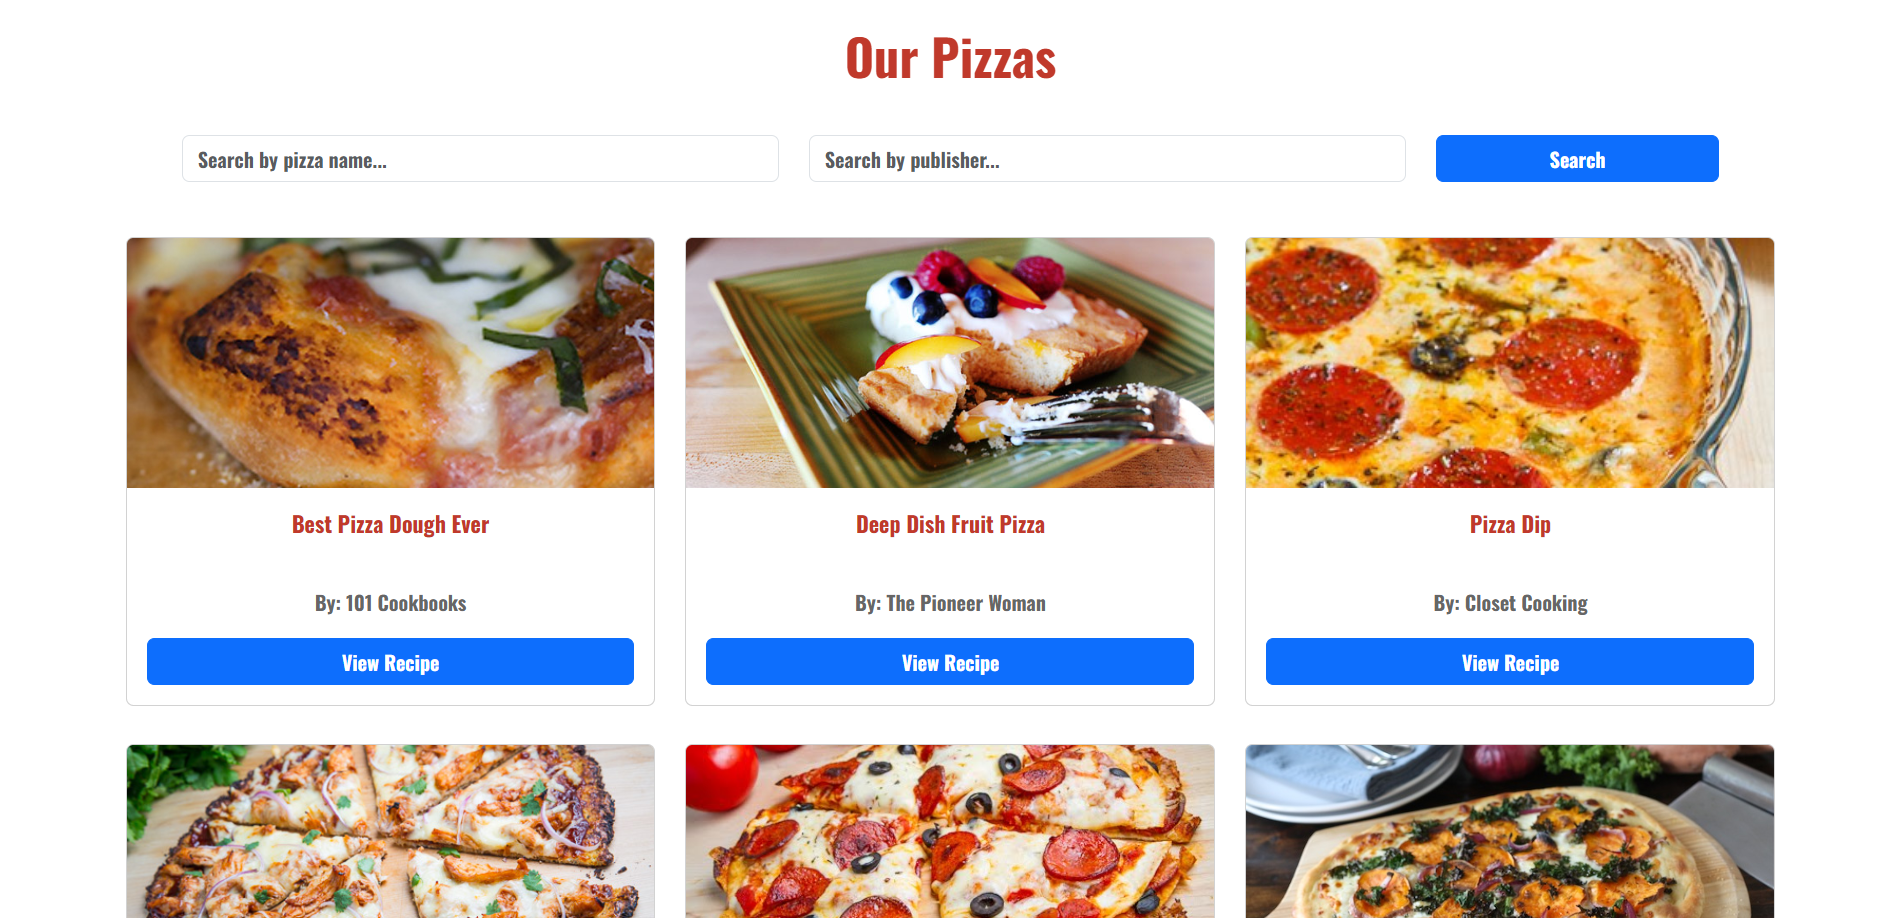 Our Pizzas
Search by pizza name...
Search by publisher...
Search
Best Pizza Dough Ever
By: 101 Cookbooks
View Recipe
Deep Dish Fruit Pizza
By: The Pioneer Woman
View Recipe
Pizza Dip
By: Closet Cooking
View Recipe